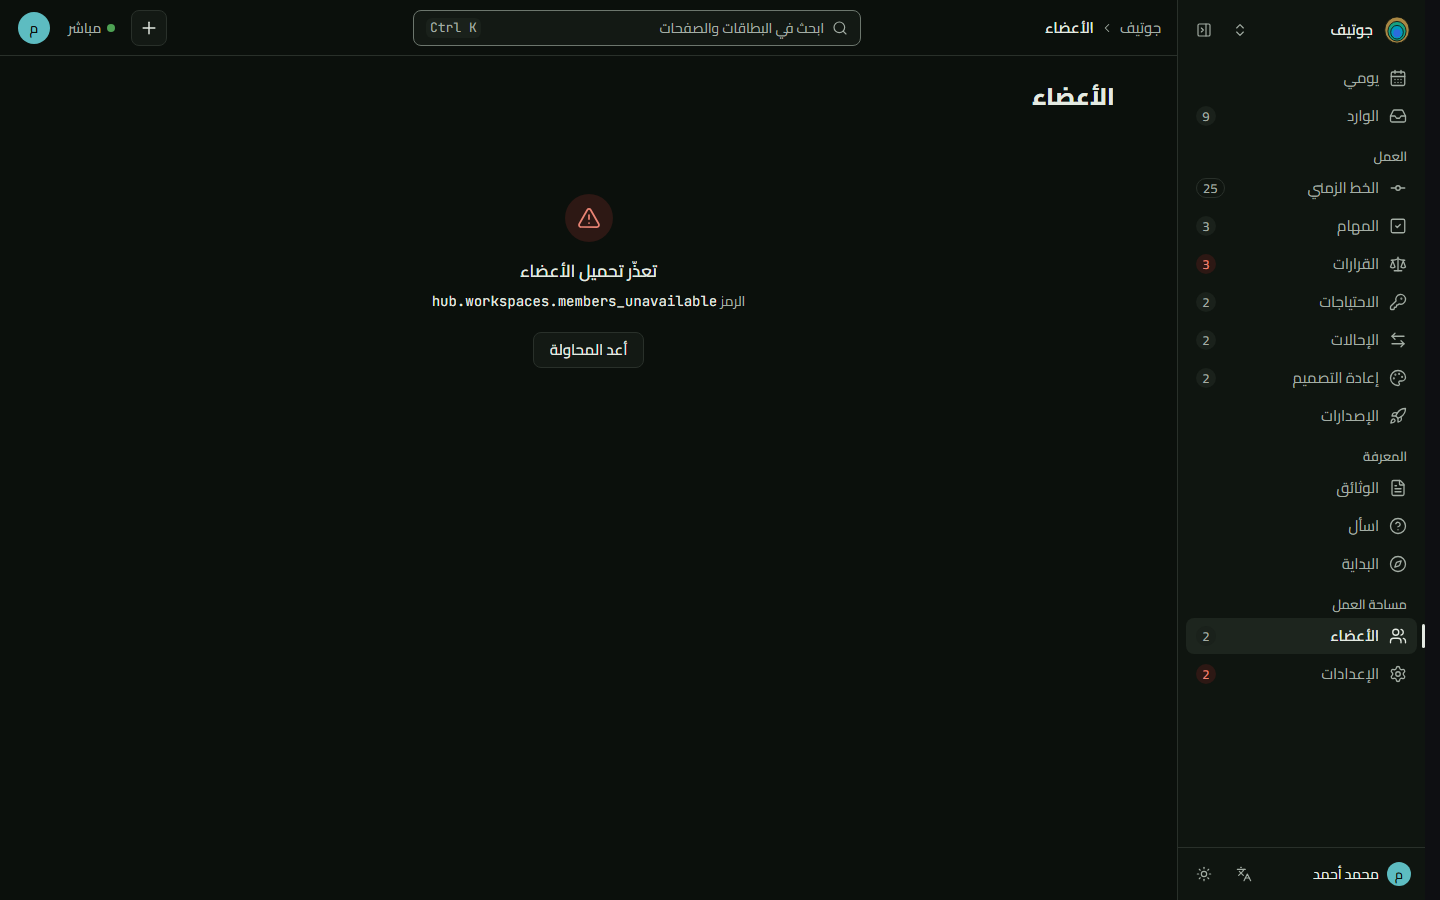 جوتيف
يومي
الوارد 9
العمل
الخط الزمني 25
المهام 3
القرارات 3
الاحتياجات 2
الإحالات 2
إعادة التصميم 2
الإصدارات
المعرفة
الوثائق
اسأل
البداية
مساحة العمل
الأعضاء 2
الإعدادات 2
م محمد أحمد
جوتيف الأعضاء
ابحث في البطاقات والصفحات Ctrl K
مباشر
م
الأعضاء
تعذّر تحميل الأعضاء
الرمز hub.workspaces.members_unavailable
أعد المحاولة